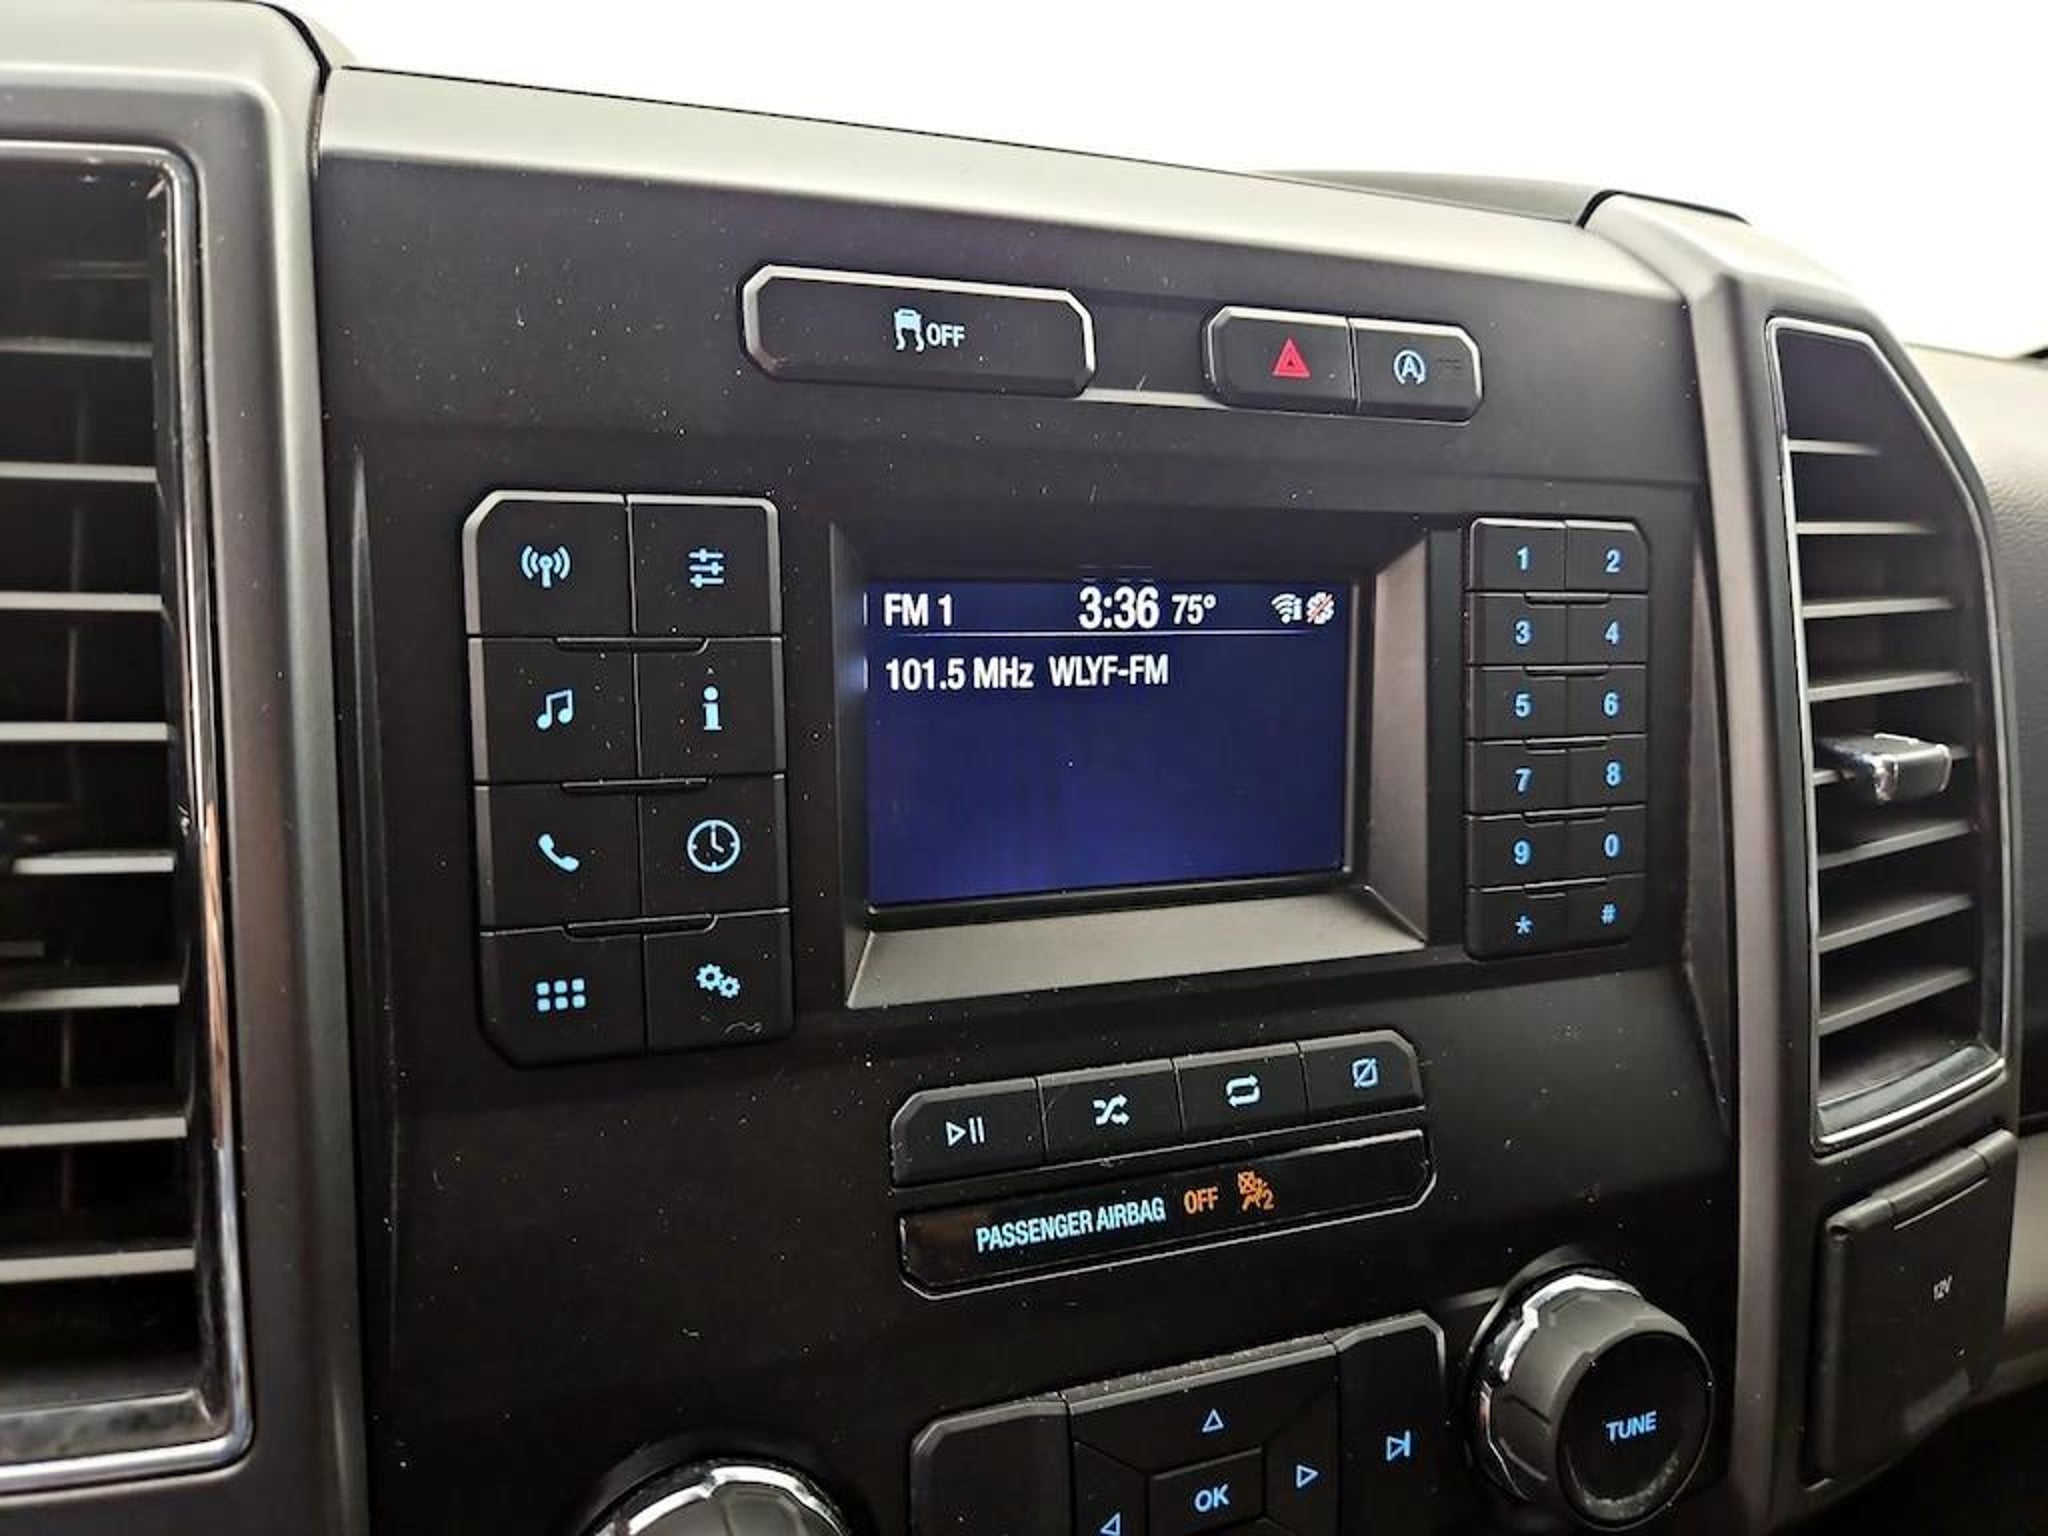 OFF
A
FM 1 3:36 75°
101.5 MHz WLYF-FM
1 2
3 4
5 6
7 8
9 0
* #
PASSENGER AIRBAG OFF 2
12V
TUNE
OK